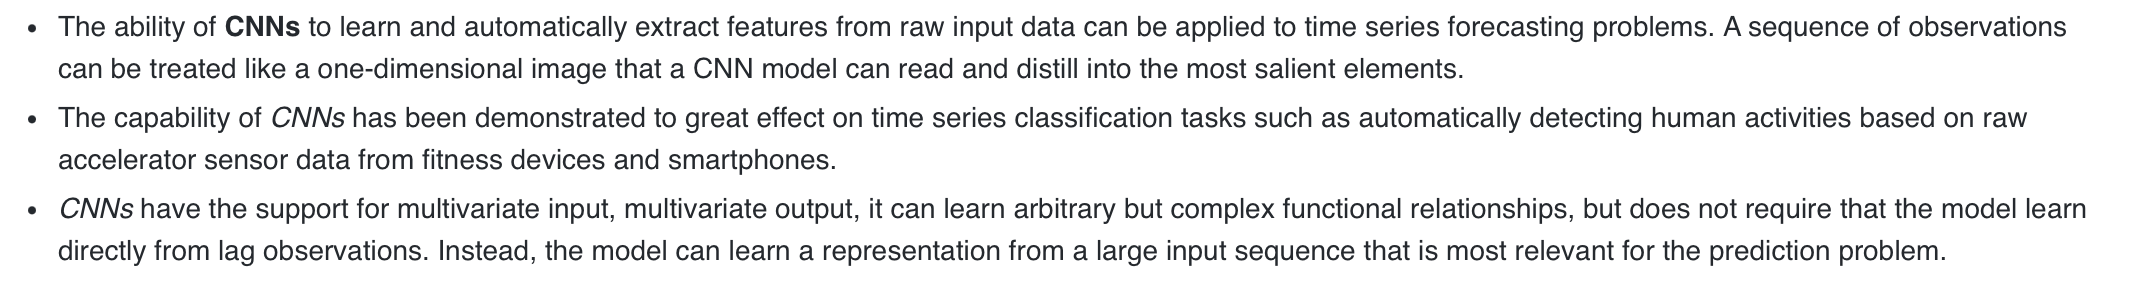 • The ability of CNNs to learn and automatically extract features from raw input data can be applied to time series forecasting problems. A sequence of observations
can be treated like a one-dimensional image that a CNN model can read and distill into the most salient elements.
• The capability of CNNs has been demonstrated to great effect on time series classification tasks such as automatically detecting human activities based on raw
accelerator sensor data from fitness devices and smartphones.
• CNNs have the support for multivariate input, multivariate output, it can learn arbitrary but complex functional relationships, but does not require that the model learn
directly from lag observations. Instead, the model can learn a representation from a large input sequence that is most relevant for the prediction problem.